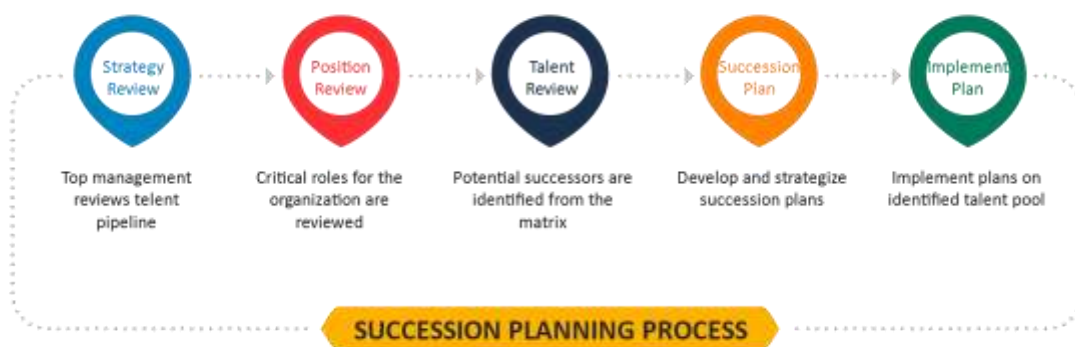 Strategy
Review
Position
Review
Talent
Review
Succession
Plan
Implement
Plan
Top management
reviews telent
pipeline
Critical roles for the
organization are
reviewed
Potential successors are
identified from the
matrix
Develop and strategize
succession plans
Implement plans on
identified talent pool
SUCCESSION PLANNING PROCESS